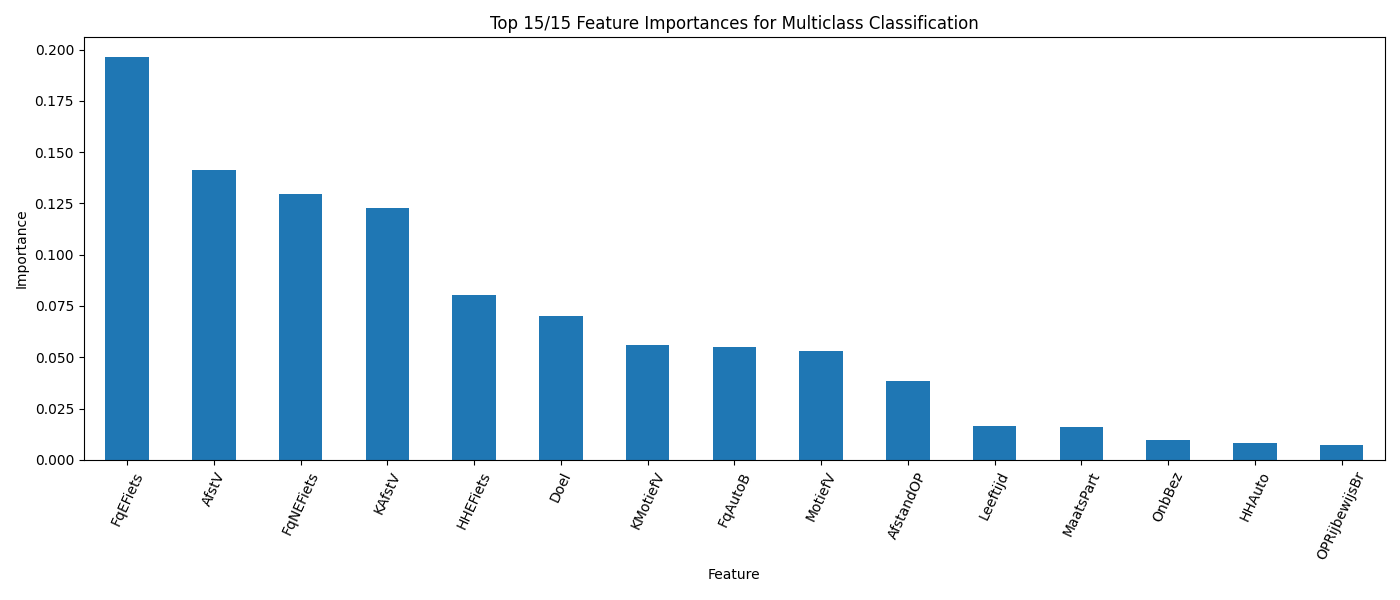 Top 15/15 Feature Importances for Multiclass Classification
Importance
0.200
0.175
0.150
0.125
0.100
0.075
0.050
0.025
0.000
FqEFiets
AfstV
FqNEFiets
KAfstV
HHEFiets
Doel
KMotiefV
FqAutoB
MotiefV
AfstandOP
Leeftijd
MaatsPart
OnbBez
HHAuto
OPRijbewijsBr
Feature